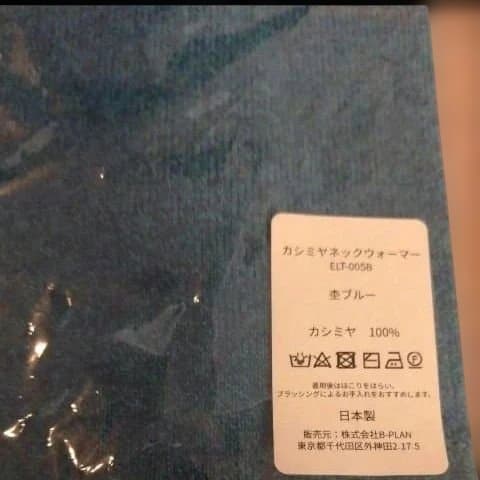 カシミヤネックウォーマー
ELT-005B
杢ブルー
カシミヤ 100%
着用後はほこりをはらい、
ブラッシングによるお手入れをおすすめします。
日本製
販売元:株式会社B-PLAN
東京都千代田区外神田2-17-5